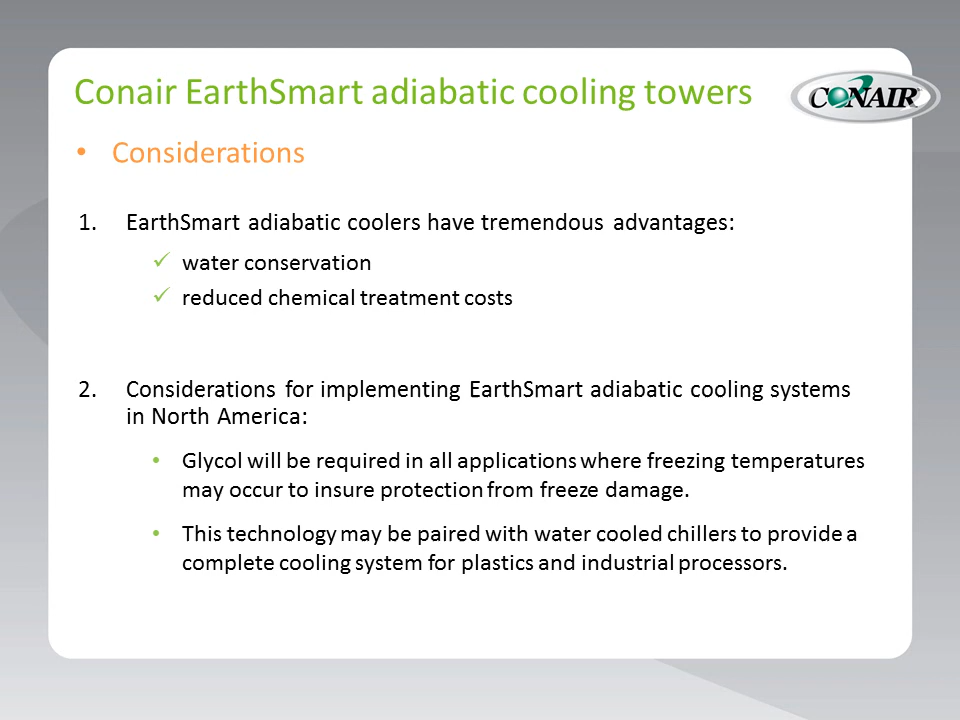 Conair EarthSmart adiabatic cooling towers
CONAIR
• Considerations
1. EarthSmart adiabatic coolers have tremendous advantages:
✓ water conservation
✓ reduced chemical treatment costs
2. Considerations for implementing EarthSmart adiabatic cooling systems
in North America:
• Glycol will be required in all applications where freezing temperatures
may occur to insure protection from freeze damage.
• This technology may be paired with water cooled chillers to provide a
complete cooling system for plastics and industrial processors.